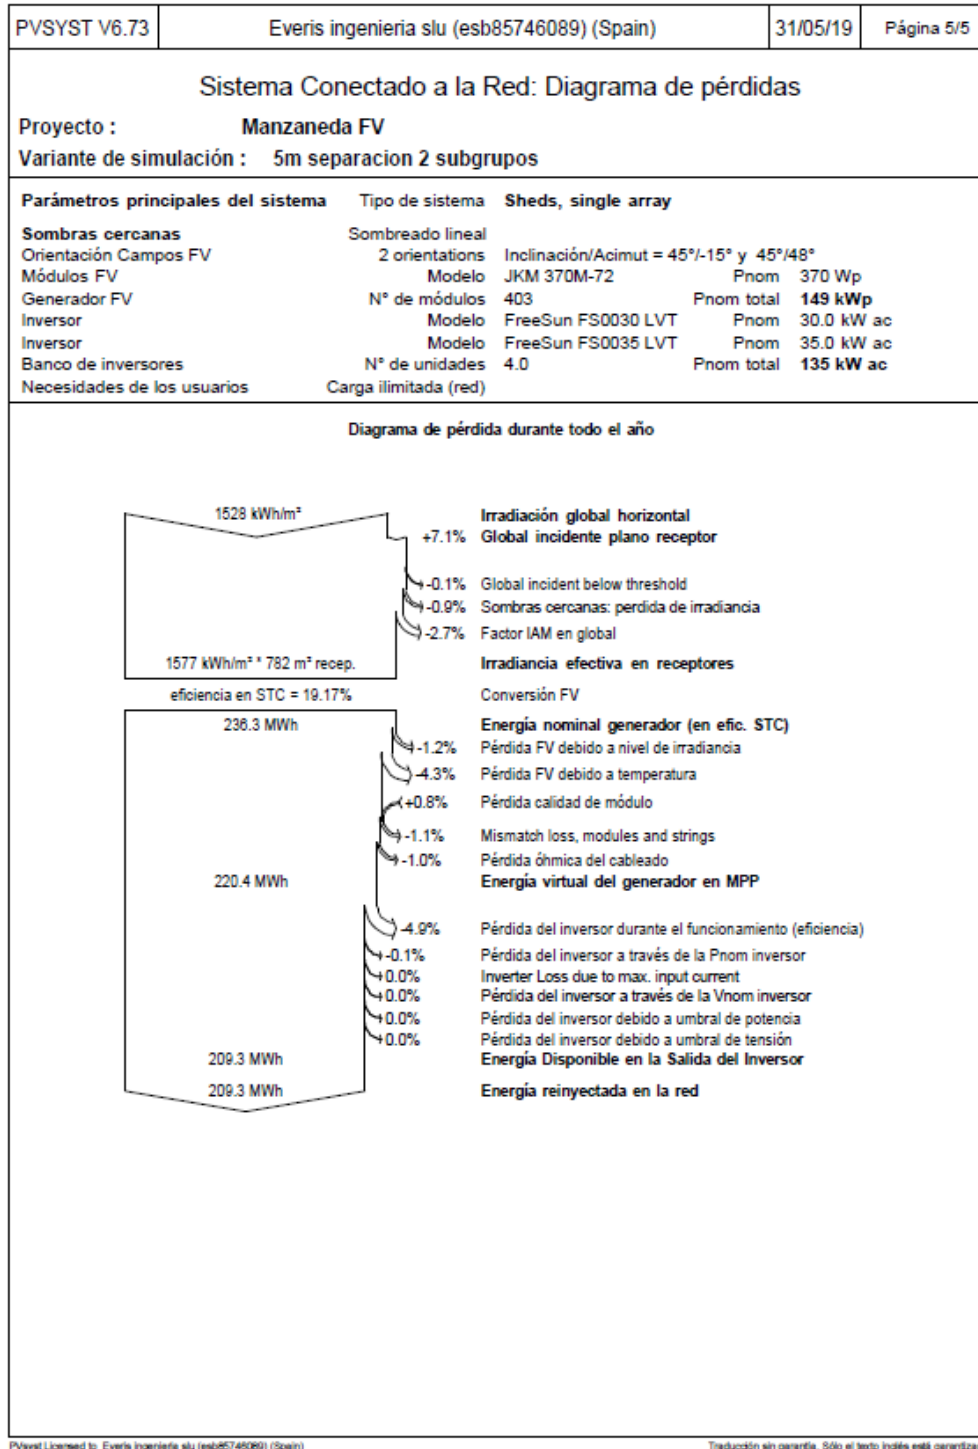 PVSYST V6.73 Everis ingenieria slu (esb85746089) (Spain) 31/05/19 Página 5/5
Sistema Conectado a la Red: Diagrama de pérdidas
Proyecto : Manzaneda FV
Variante de simulación : 5m separacion 2 subgrupos
Parámetros principales del sistema Tipo de sistema Sheds, single array
Sombras cercanas Sombreado lineal
Orientación Campos FV 2 orientations Inclinación/Acimut = 45°/-15° y 45°/48°
Módulos FV Modelo JKM 370M-72 Pnom 370 Wp
Generador FV N° de módulos 403 Pnom total 149 kWp
Inversor Modelo FreeSun FS0030 LVT Pnom 30.0 kW ac
Inversor Modelo FreeSun FS0035 LVT Pnom 35.0 kW ac
Banco de inversores N° de unidades 4.0 Pnom total 135 kW ac
Necesidades de los usuarios Carga ilimitada (red)
Diagrama de pérdida durante todo el año
1528 kWh/m² Irradiación global horizontal
+7.1% Global incidente plano receptor
-0.1% Global incident below threshold
-0.9% Sombras cercanas: perdida de irradiancia
-2.7% Factor IAM en global
1577 kWh/m² * 782 m² recep. Irradiancia efectiva en receptores
eficiencia en STC = 19.17% Conversión FV
236.3 MWh Energía nominal generador (en efic. STC)
-1.2% Pérdida FV debido a nivel de irradiancia
-4.3% Pérdida FV debido a temperatura
+0.8% Pérdida calidad de módulo
-1.1% Mismatch loss, modules and strings
-1.0% Pérdida óhmica del cableado
220.4 MWh Energía virtual del generador en MPP
-4.9% Pérdida del inversor durante el funcionamiento (eficiencia)
-0.1% Pérdida del inversor a través de la Pnom inversor
0.0% Inverter Loss due to max. input current
0.0% Pérdida del inversor a través de la Vnom inversor
0.0% Pérdida del inversor debido a umbral de potencia
0.0% Pérdida del inversor debido a umbral de tensión
209.3 MWh Energía Disponible en la Salida del Inversor
209.3 MWh Energía reinyectada en la red
PVsyst Licensed to Everis ingenieria slu (esb85746089) (Spain) Traducción sin garantía, Sólo el texto inglés está garantiza